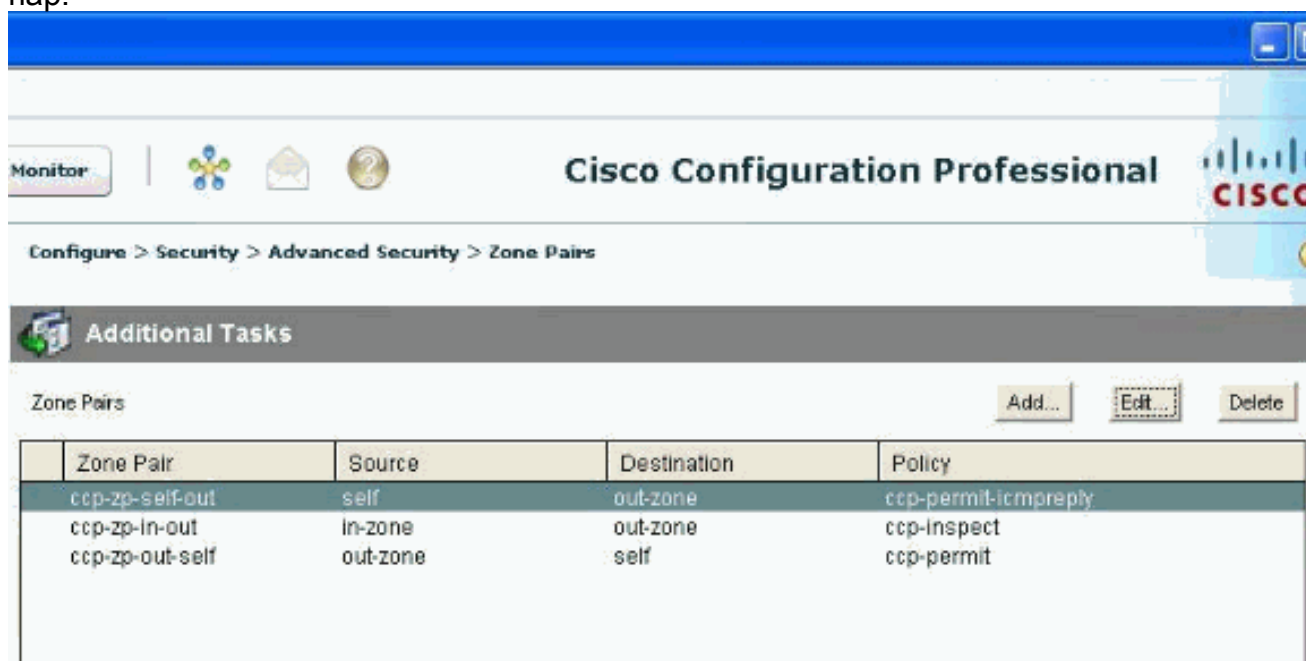 Monitor
Cisco Configuration Professional
CISCO
Configure > Security > Advanced Security > Zone Pairs
Additional Tasks
Zone Pairs Add... Edit... Delete
Zone Pair Source Destination Policy
ccp-zp-self-out self out-zone ccp-permit-icmpreply
ccp-zp-in-out in-zone out-zone ccp-inspect
ccp-zp-out-self out-zone self ccp-permit